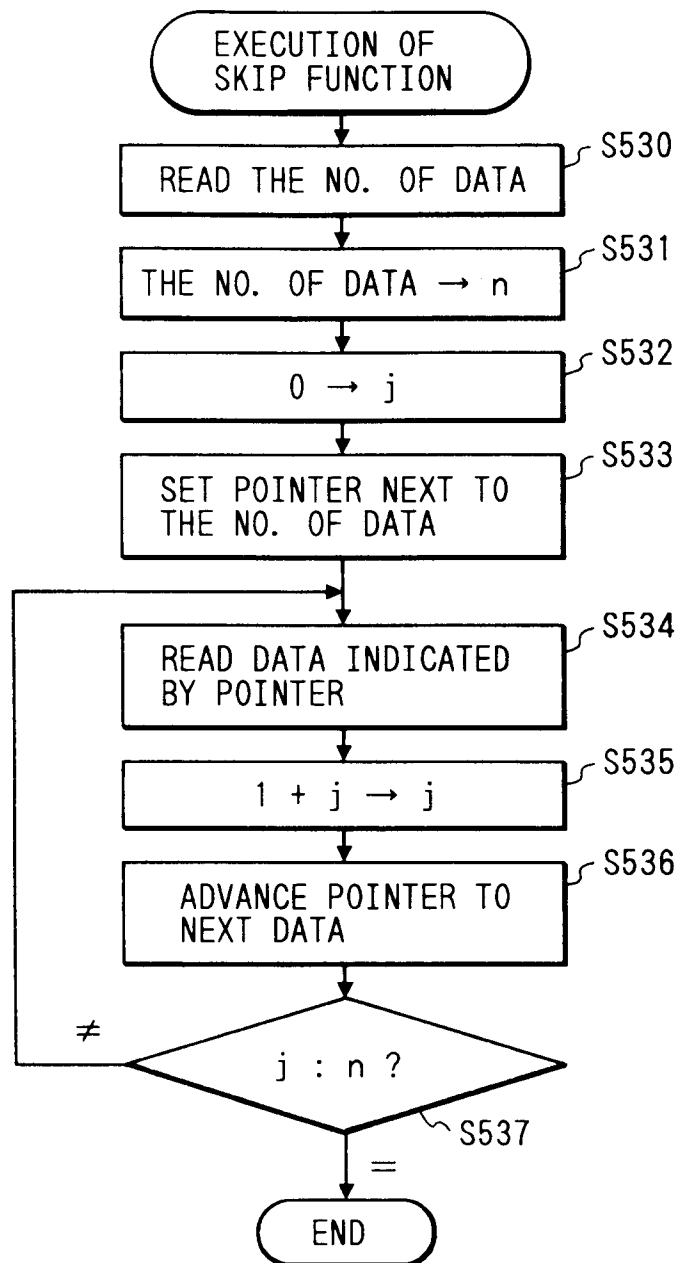 EXECUTION OF
SKIP FUNCTION
S530
READ THE NO. OF DATA
S531
THE NO. OF DATA → n
S532
0 → j
S533
SET POINTER NEXT TO
THE NO. OF DATA
S534
READ DATA INDICATED
BY POINTER
S535
1 + j → j
S536
ADVANCE POINTER TO
NEXT DATA
≠
j : n ?
S537
=
END